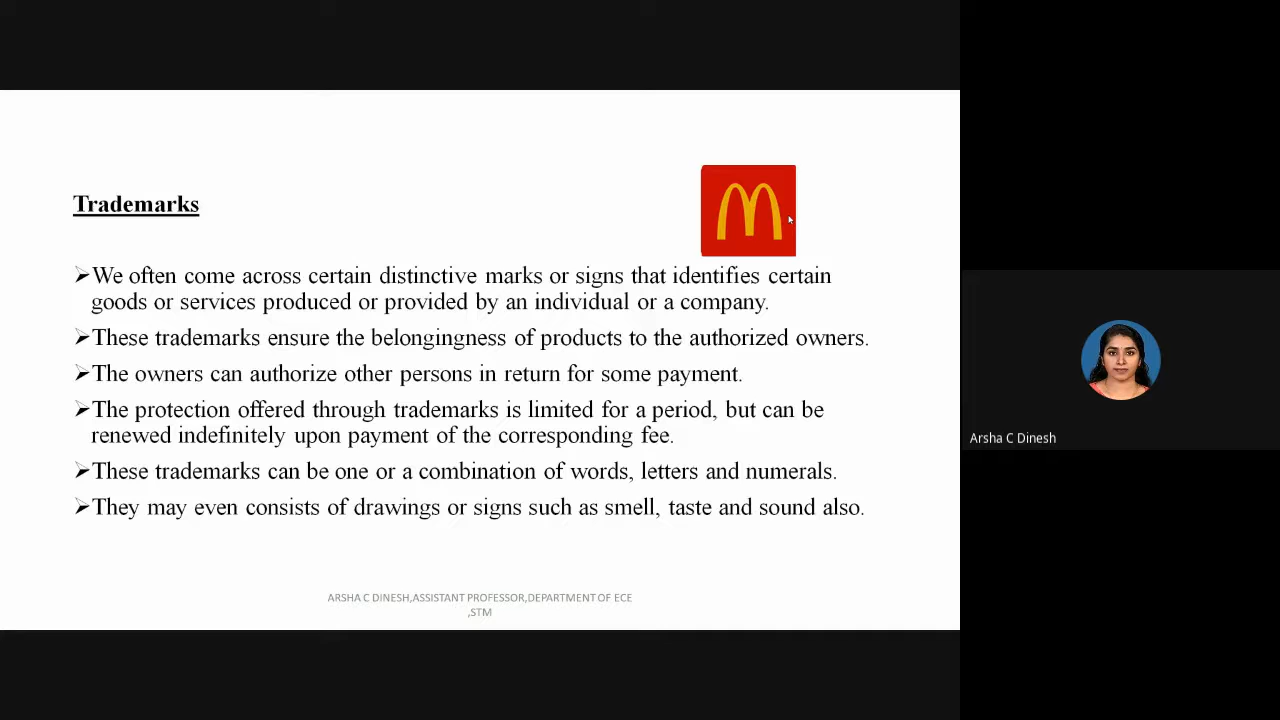 Trademarks
➢We often come across certain distinctive marks or signs that identifies certain
goods or services produced or provided by an individual or a company.
➢These trademarks ensure the belongingness of products to the authorized owners.
➢The owners can authorize other persons in return for some payment.
➢The protection offered through trademarks is limited for a period, but can be
renewed indefinitely upon payment of the corresponding fee.
➢These trademarks can be one or a combination of words, letters and numerals.
➢They may even consists of drawings or signs such as smell, taste and sound also.
ARSHA C DINESH,ASSISTANT PROFESSOR,DEPARTMENT OF ECE
,STM
Arsha C Dinesh